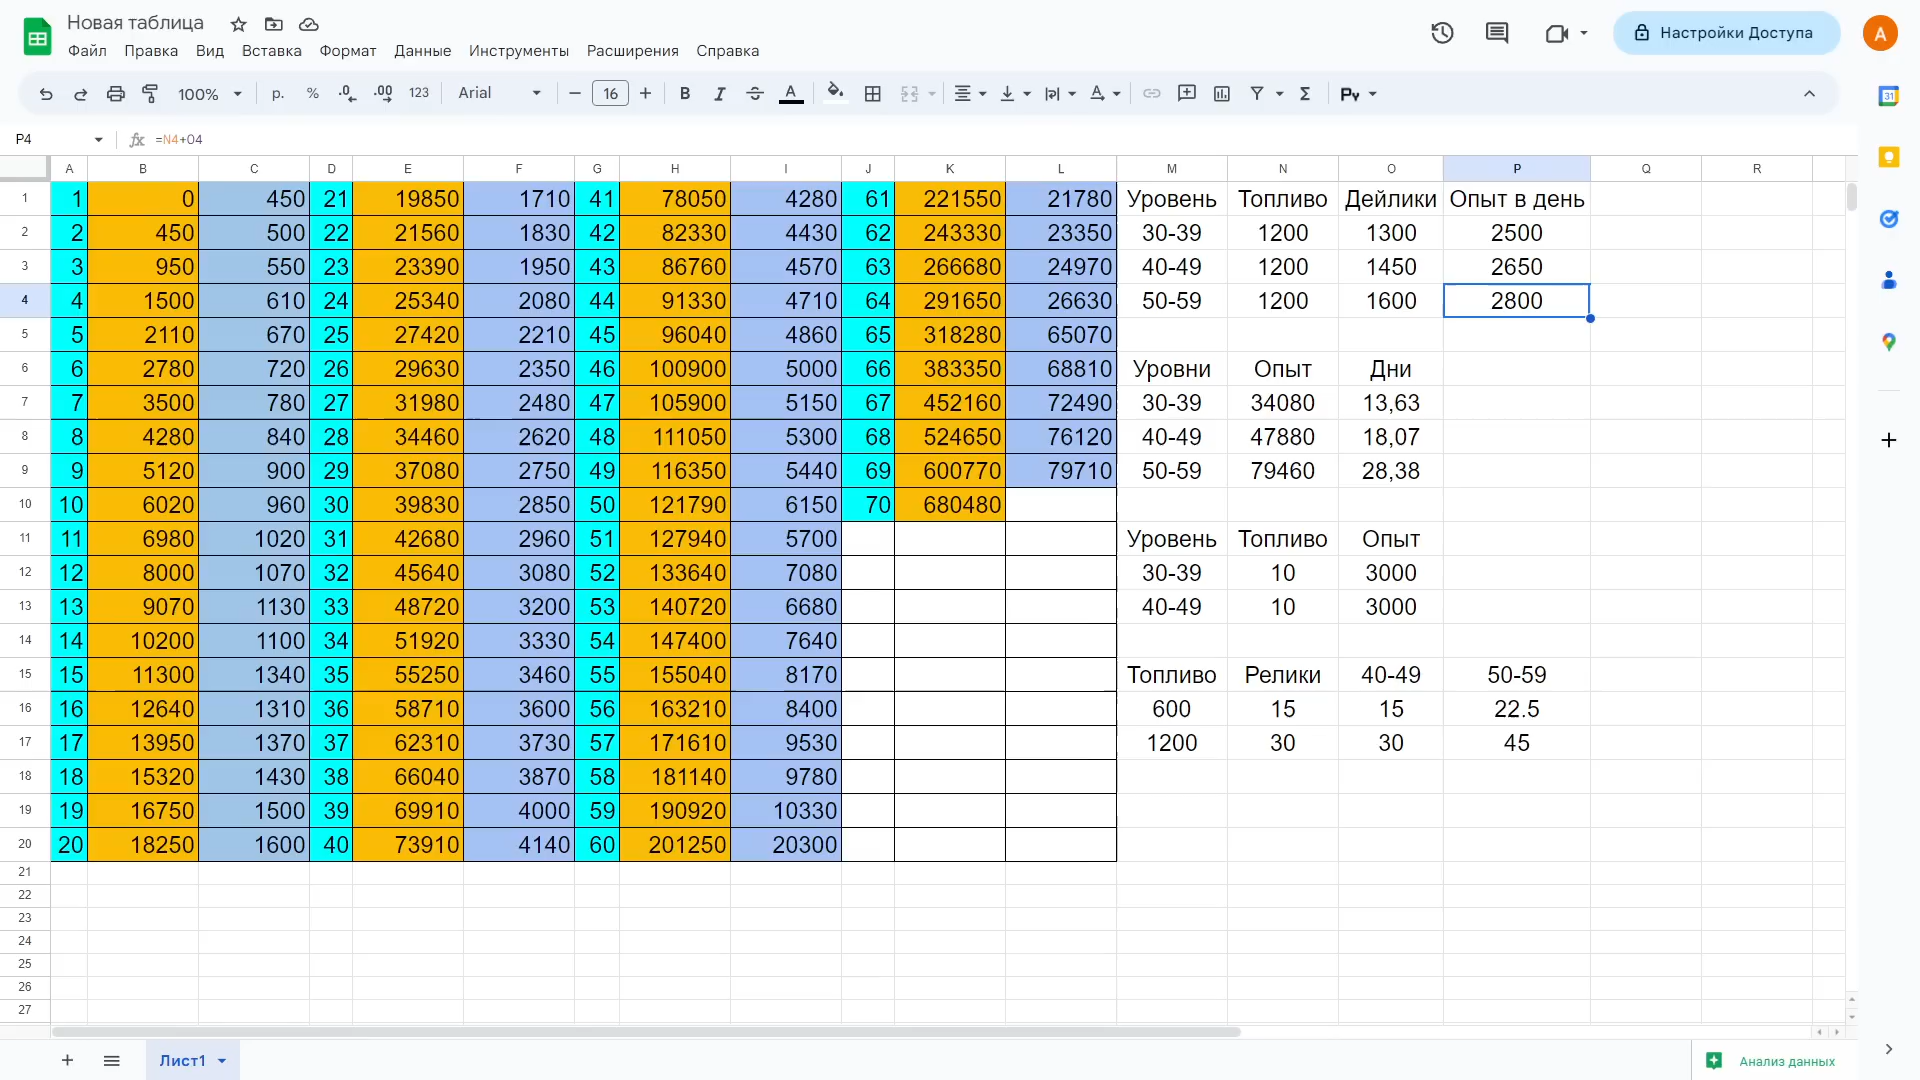 Новая таблица
Файл Правка Вид Вставка Формат Данные Инструменты Расширения Справка
Настройки Доступа
А
100% р. % .0 .00 123 Arial 16 B I S A Σ Py
31
P4 fx =N4+O4
A B C D E F G H I J K L M N O P Q R
1 1 0 450 21 19850 1710 41 78050 4280 61 221550 21780 Уровень Топливо Дейлики Опыт в день
2 2 450 500 22 21560 1830 42 82330 4430 62 243330 23350 30-39 1200 1300 2500
3 3 950 550 23 23390 1950 43 86760 4570 63 266680 24970 40-49 1200 1450 2650
4 4 1500 610 24 25340 2080 44 91330 4710 64 291650 26630 50-59 1200 1600 2800
5 5 2110 670 25 27420 2210 45 96040 4860 65 318280 65070
6 6 2780 720 26 29630 2350 46 100900 5000 66 383350 68810 Уровни Опыт Дни
7 7 3500 780 27 31980 2480 47 105900 5150 67 452160 72490 30-39 34080 13,63
8 8 4280 840 28 34460 2620 48 111050 5300 68 524650 76120 40-49 47880 18,07
9 9 5120 900 29 37080 2750 49 116350 5440 69 600770 79710 50-59 79460 28,38
10 10 6020 960 30 39830 2850 50 121790 6150 70 680480
11 11 6980 1020 31 42680 2960 51 127940 5700 Уровень Топливо Опыт
12 12 8000 1070 32 45640 3080 52 133640 7080 30-39 10 3000
13 13 9070 1130 33 48720 3200 53 140720 6680 40-49 10 3000
14 14 10200 1100 34 51920 3330 54 147400 7640
15 15 11300 1340 35 55250 3460 55 155040 8170 Топливо Релики 40-49 50-59
16 16 12640 1310 36 58710 3600 56 163210 8400 600 15 15 22.5
17 17 13950 1370 37 62310 3730 57 171610 9530 1200 30 30 45
18 18 15320 1430 38 66040 3870 58 181140 9780
19 19 16750 1500 39 69910 4000 59 190920 10330
20 20 18250 1600 40 73910 4140 60 201250 20300
21
22
23
24
25
26
27
Лист1
Анализ данных